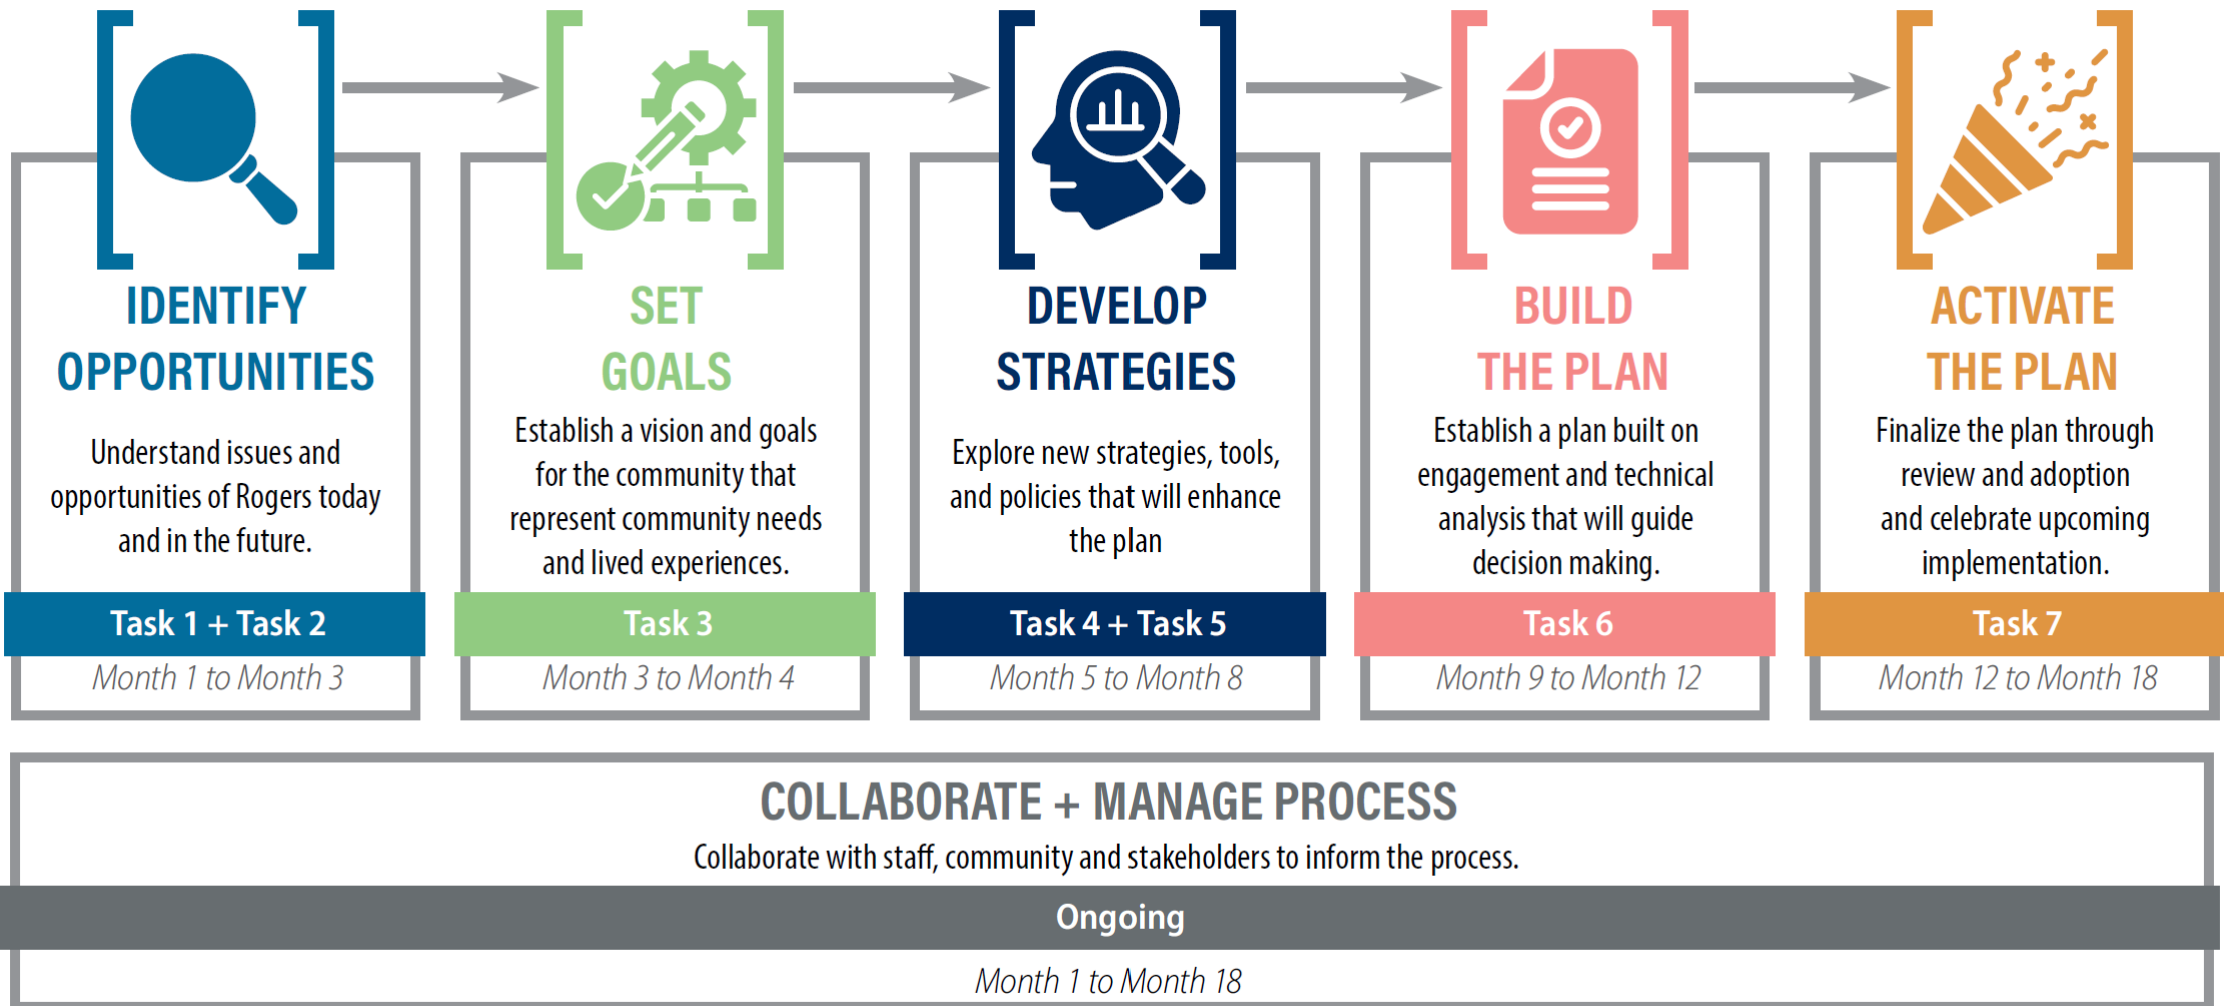 IDENTIFY
OPPORTUNITIES
Understand issues and
opportunities of Rogers today
and in the future.
Task 1 + Task 2
Month 1 to Month 3
SET
GOALS
Establish a vision and goals
for the community that
represent community needs
and lived experiences.
Task 3
Month 3 to Month 4
DEVELOP
STRATEGIES
Explore new strategies, tools,
and policies that will enhance
the plan
Task 4 + Task 5
Month 5 to Month 8
BUILD
THE PLAN
Establish a plan built on
engagement and technical
analysis that will guide
decision making.
Task 6
Month 9 to Month 12
ACTIVATE
THE PLAN
Finalize the plan through
review and adoption
and celebrate upcoming
implementation.
Task 7
Month 12 to Month 18
COLLABORATE + MANAGE PROCESS
Collaborate with staff, community and stakeholders to inform the process.
Ongoing
Month 1 to Month 18